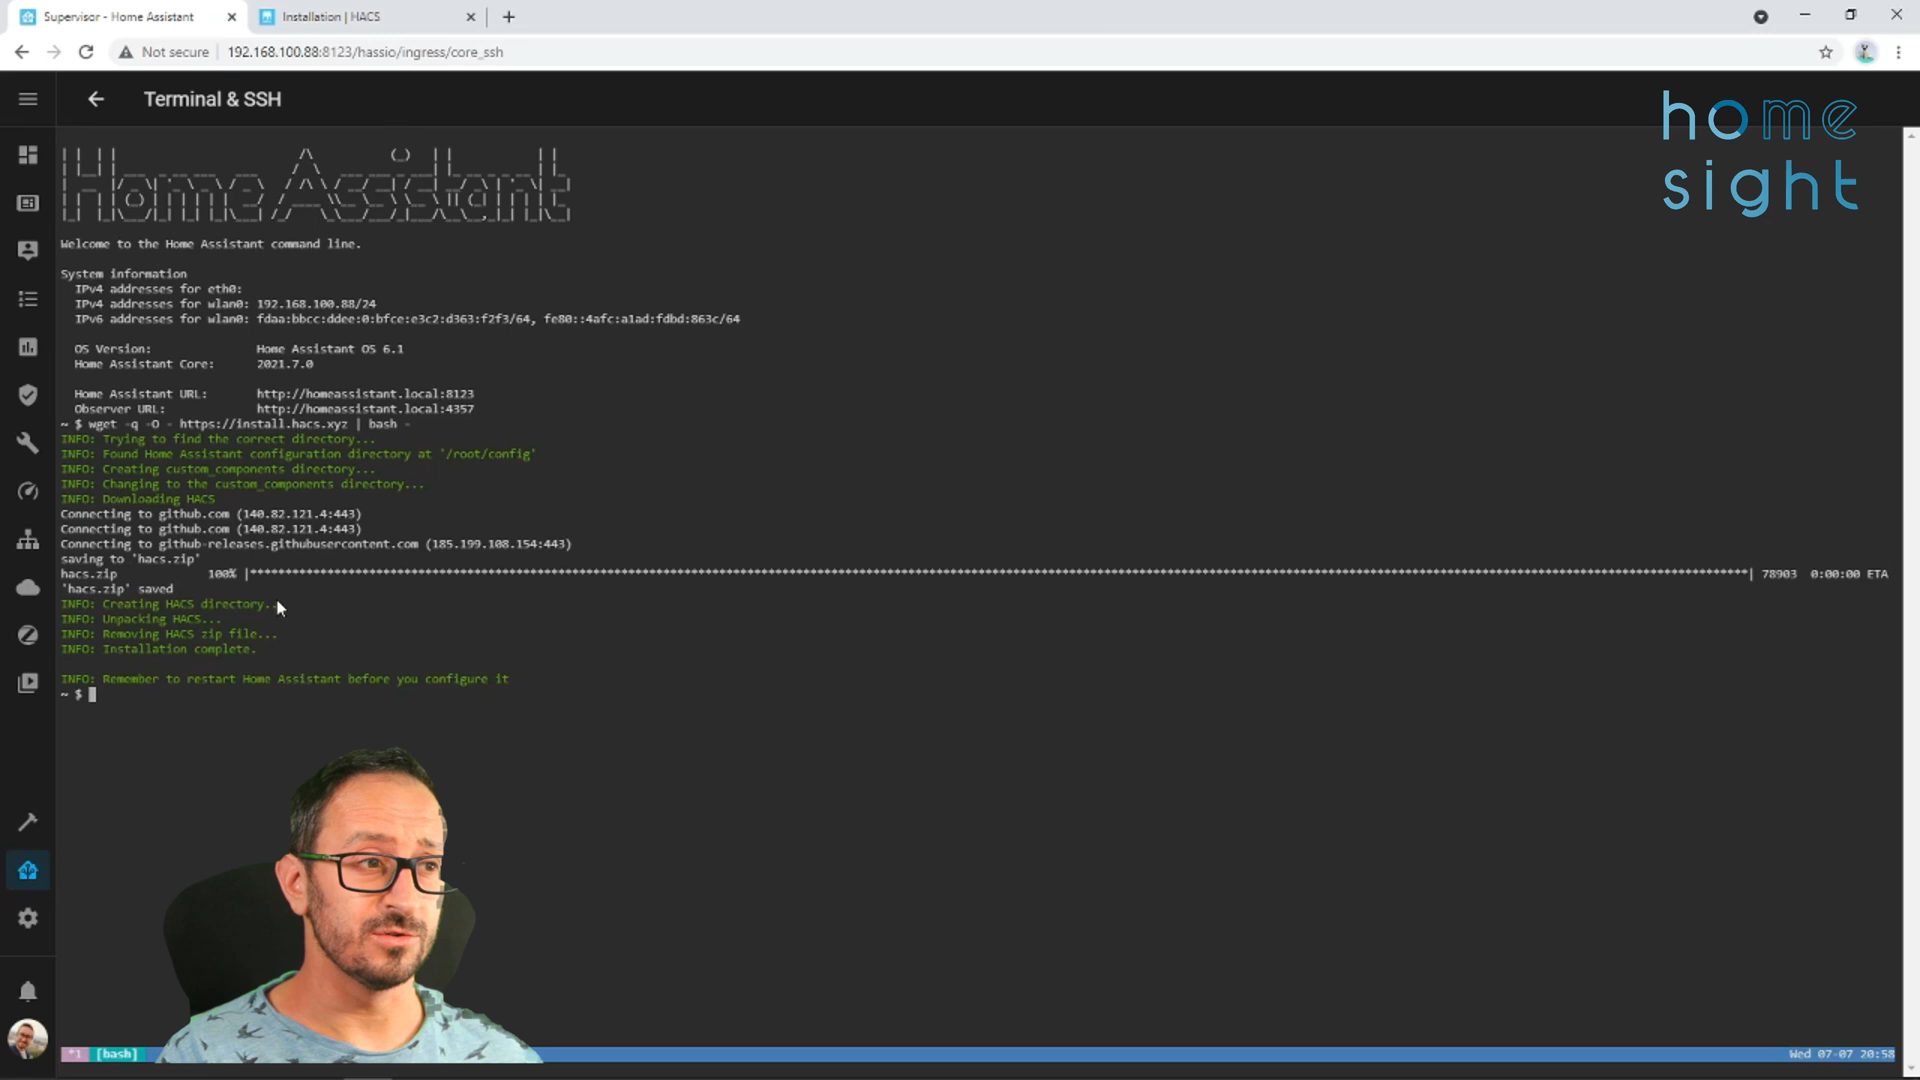 Supervisor - Home Assistant
Installation | HACS
Not secure
192.168.100.88:8123/hassio/ingress/core_ssh
Terminal & SSH
home
sight
Home Assistant
Welcome to the Home Assistant command line.
System information
IPv4 addresses for eth0:
IPv4 addresses for wlan0: 192.168.100.88/24
IPv6 addresses for wlan0: fdaa:bbcc:ddee:0:bfce:e3c2:d363:f2f3/64, fe80::4afc:a1ad:fdbd:863c/64
OS Version: Home Assistant OS 6.1
Home Assistant Core: 2021.7.0
Home Assistant URL: http://homeassistant.local:8123
Observer URL: http://homeassistant.local:4357
~ $ wget -q -O - https://install.hacs.xyz | bash -
INFO: Trying to find the correct directory...
INFO: Found Home Assistant configuration directory at '/root/config'
INFO: Creating custom_components directory...
INFO: Changing to the custom_components directory...
INFO: Downloading HACS
Connecting to github.com (140.82.121.4:443)
Connecting to github.com (140.82.121.4:443)
Connecting to github-releases.githubusercontent.com (185.199.108.154:443)
saving to 'hacs.zip'
hacs.zip 100% |********************************| 78903 0:00:00 ETA
'hacs.zip' saved
INFO: Creating HACS directory...
INFO: Unpacking HACS...
INFO: Removing HACS zip file...
INFO: Installation complete.
INFO: Remember to restart Home Assistant before you configure it
~ $
*1 [bash]
Wed 07-07 20:58